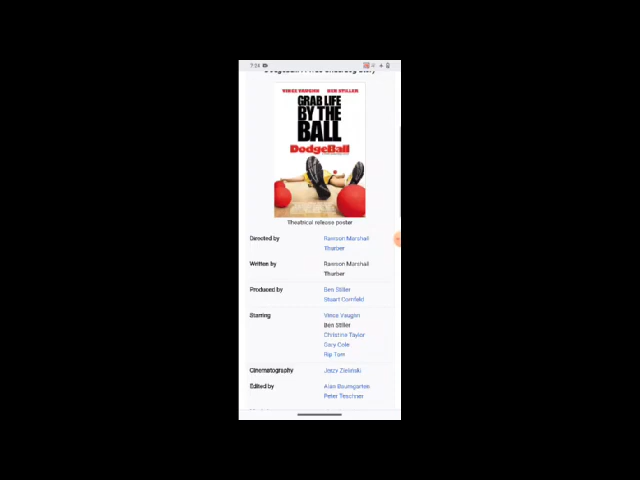 7:28
VINCE VAUGHN BEN STILLER
GRAB LIFE
BY THE
BALL
DodgeBall
Theatrical release poster
Directed by Rawson Marshall
Thurber
Written by Rawson Marshall
Thurber
Produced by Ben Stiller
Stuart Cornfeld
Starring Vince Vaughn
Ben Stiller
Christine Taylor
Gary Cole
Rip Torn
Cinematography Jerzy Zieliński
Edited by Alan Baumgarten
Peter Teschner